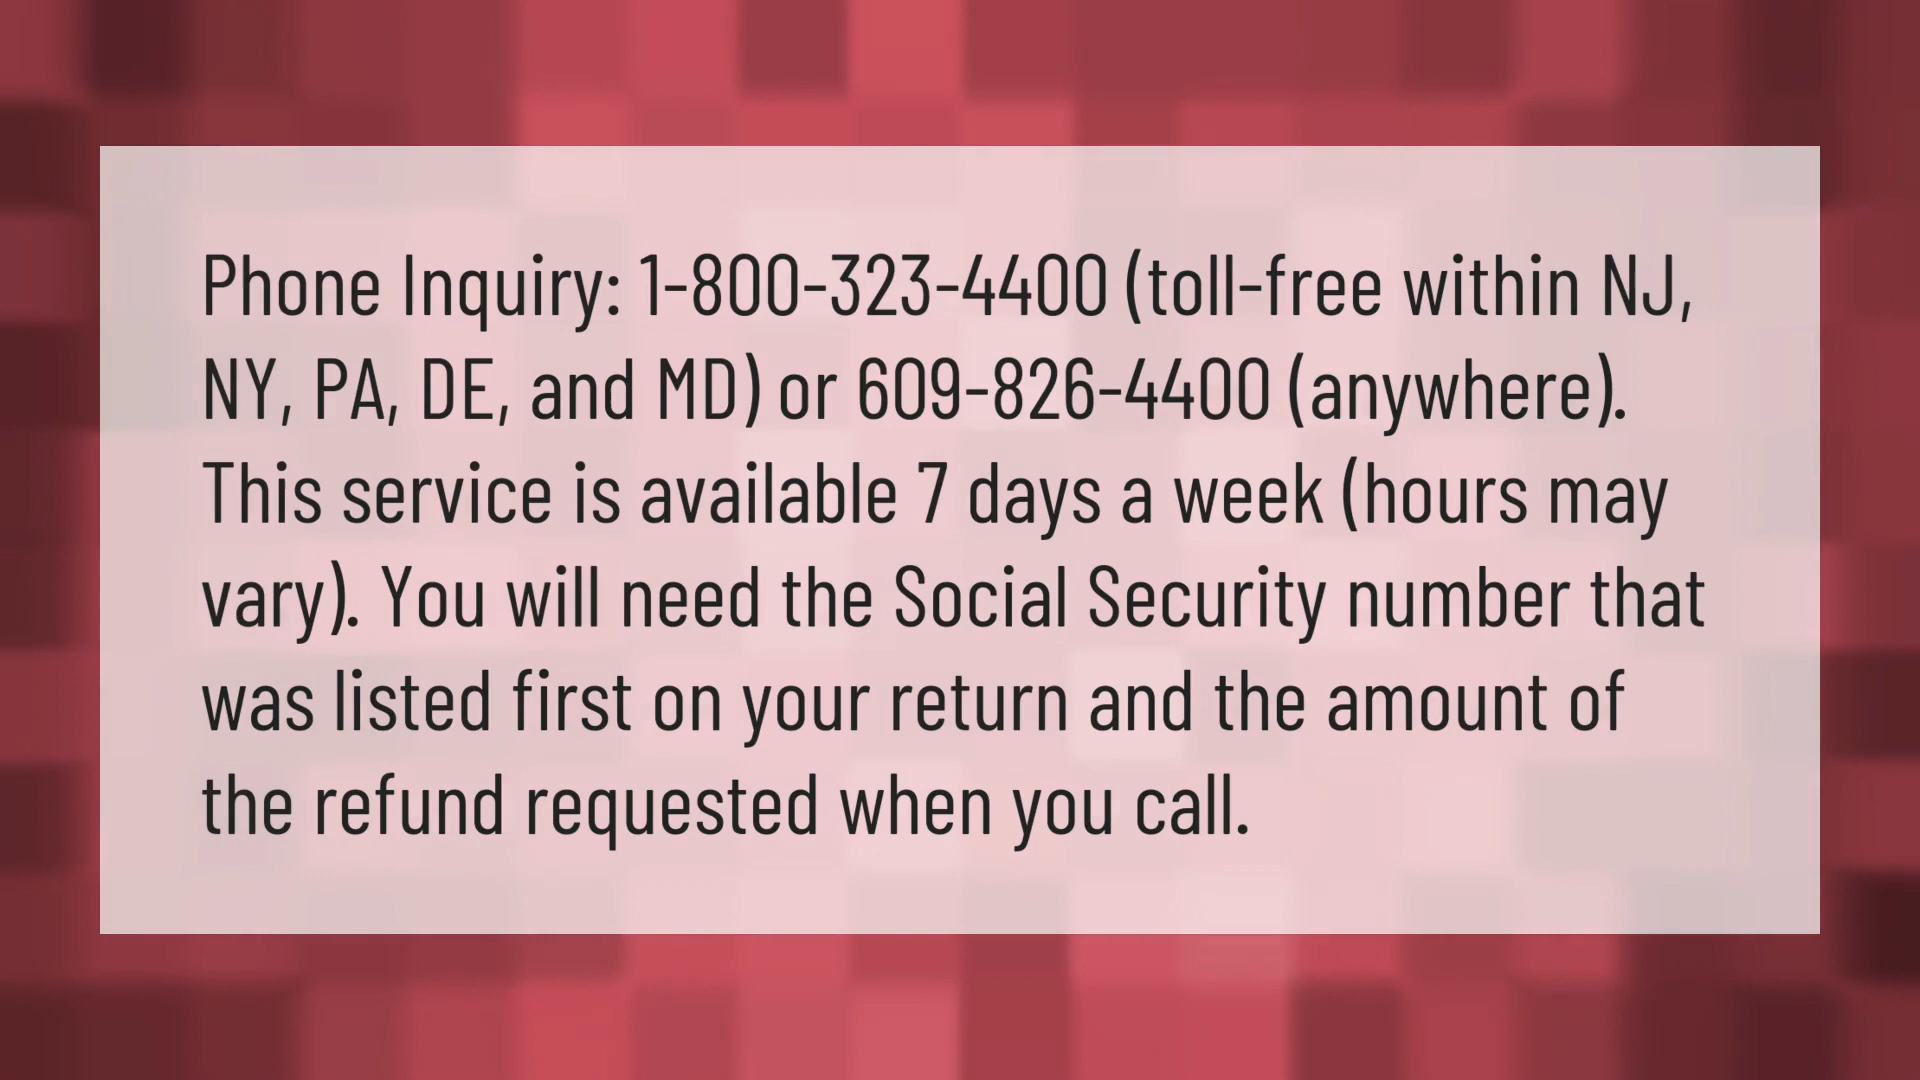 Phone Inquiry: 1-800-323-4400 (toll-free within NJ,
NY, PA, DE, and MD) or 609-826-4400 (anywhere).
This service is available 7 days a week (hours may
vary). You will need the Social Security number that
was listed first on your return and the amount of
the refund requested when you call.